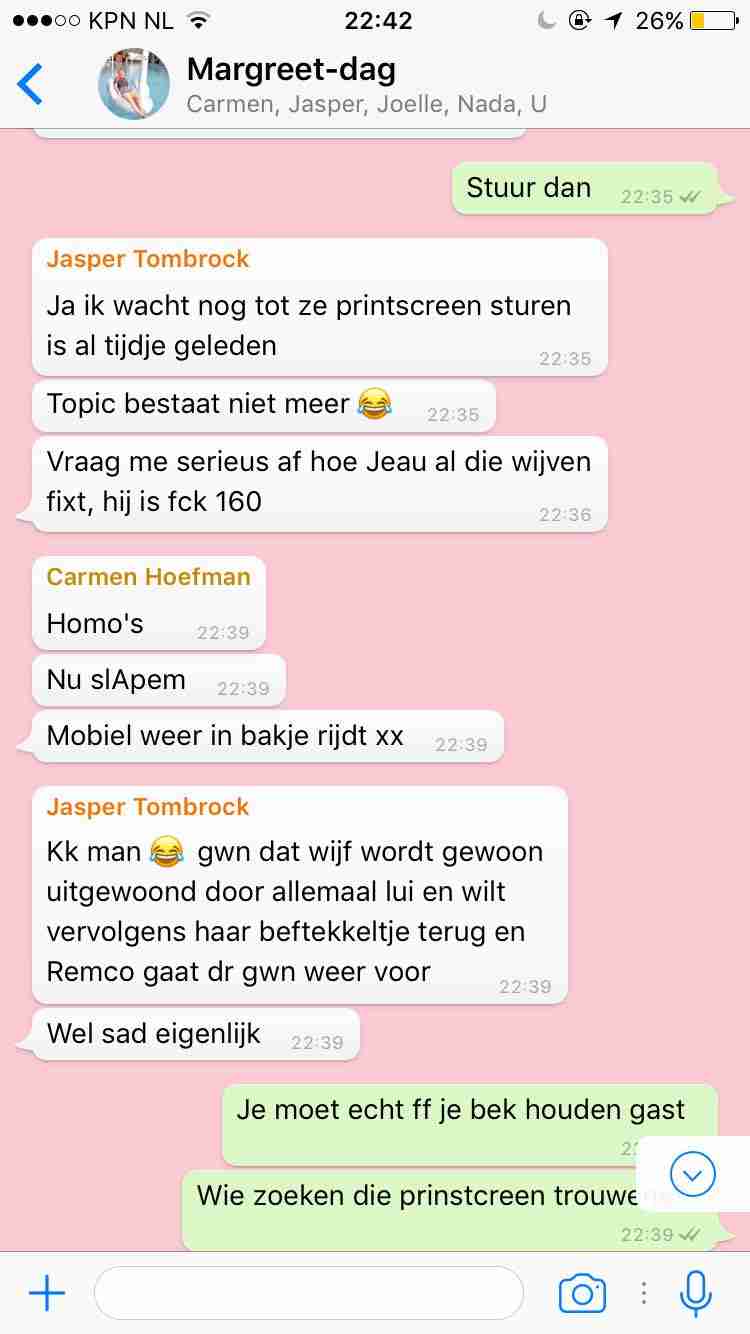 KPN NL 22:42 26%
Margreet-dag
Carmen, Jasper, Joelle, Nada, U
Stuur dan 22:35
Jasper Tombrock
Ja ik wacht nog tot ze printscreen sturen
is al tijdje geleden 22:35
Topic bestaat niet meer 😂 22:35
Vraag me serieus af hoe Jeau al die wijven
fixt, hij is fck 160 22:36
Carmen Hoefman
Homo's 22:39
Nu slApem 22:39
Mobiel weer in bakje rijdt xx 22:39
Jasper Tombrock
Kk man 😂 gwn dat wijf wordt gewoon
uitgewoond door allemaal lui en wilt
vervolgens haar beftekkeltje terug en
Remco gaat dr gwn weer voor 22:39
Wel sad eigenlijk 22:39
Je moet echt ff je bek houden gast
Wie zoeken die prinstcreen
22:39